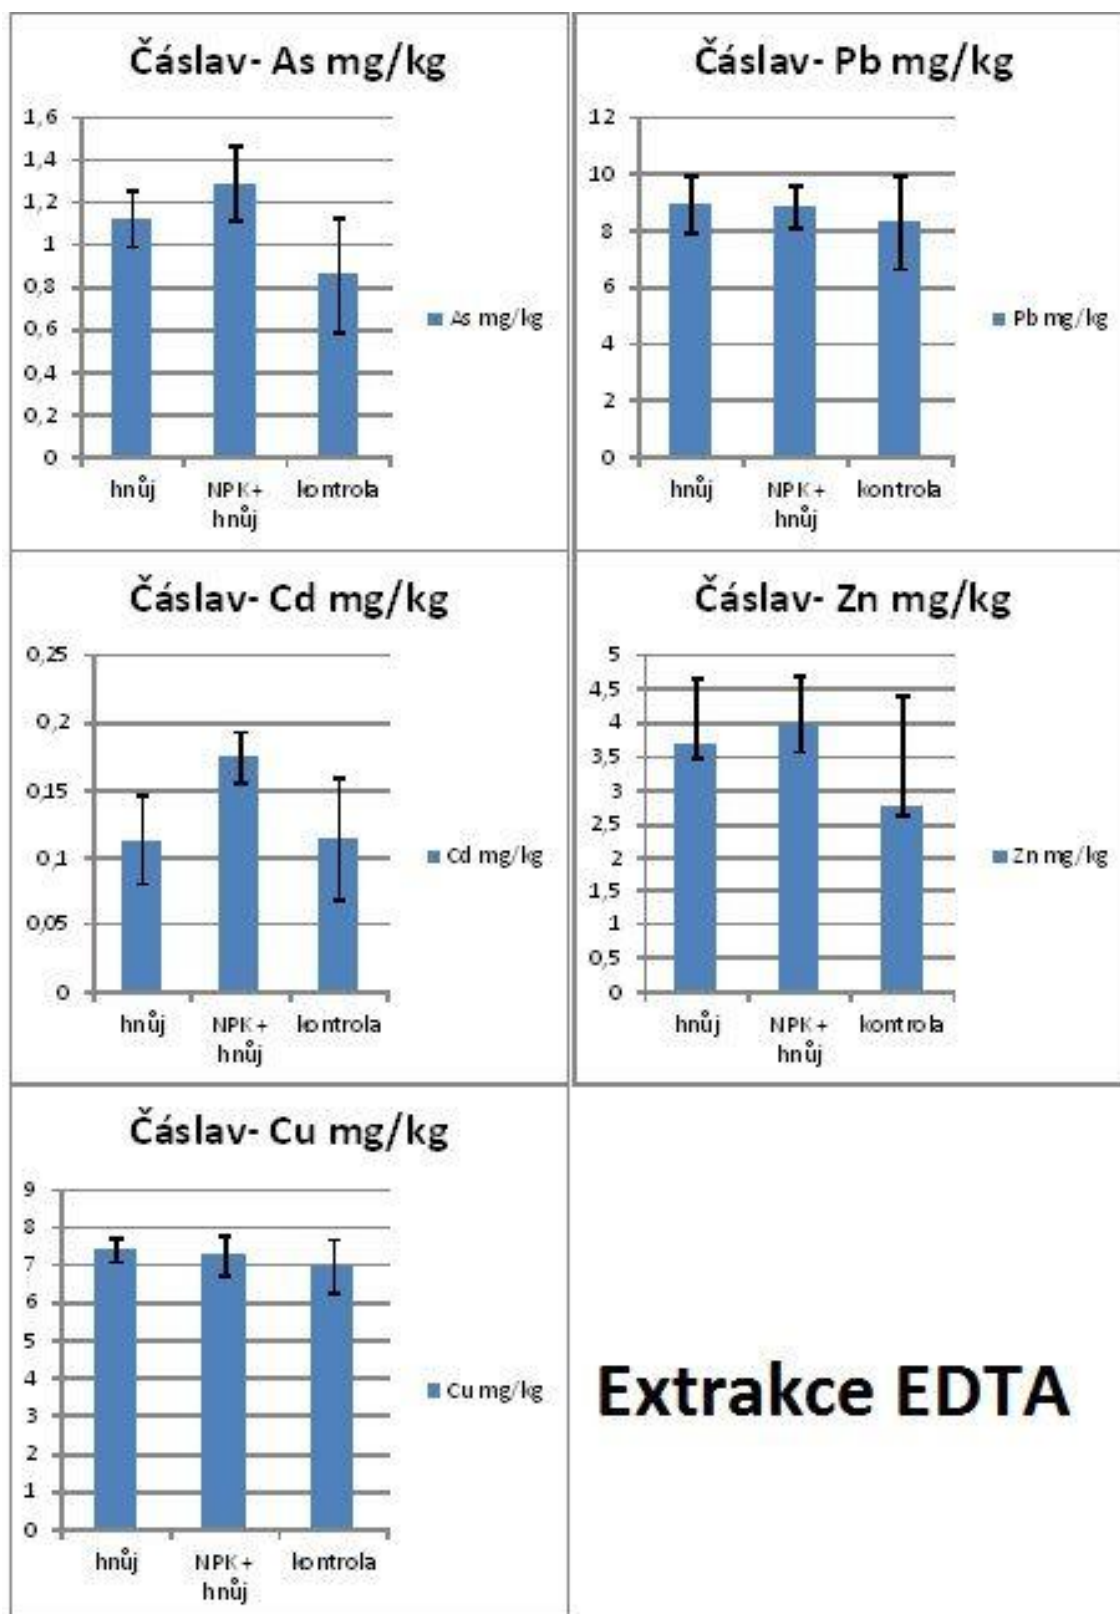 Čáslav- As mg/kg
1,6
1,4
1,2
1
0,8
0,6
0,4
0,2
0
hnůj
NPK +
hnůj
kontrola
As mg/kg
Čáslav- Pb mg/kg
12
10
8
6
4
2
0
hnůj
NPK +
hnůj
kontrola
Pb mg/kg
Čáslav- Cd mg/kg
0,25
0,2
0,15
0,1
0,05
0
hnůj
NPK +
hnůj
kontrola
Cd mg/kg
Čáslav- Zn mg/kg
5
4,5
4
3,5
3
2,5
2
1,5
1
0,5
0
hnůj
NPK +
hnůj
kontrola
Zn mg/kg
Čáslav- Cu mg/kg
9
8
7
6
5
4
3
2
1
0
hnůj
NPK +
hnůj
kontrola
Cu mg/kg
Extrakce EDTA